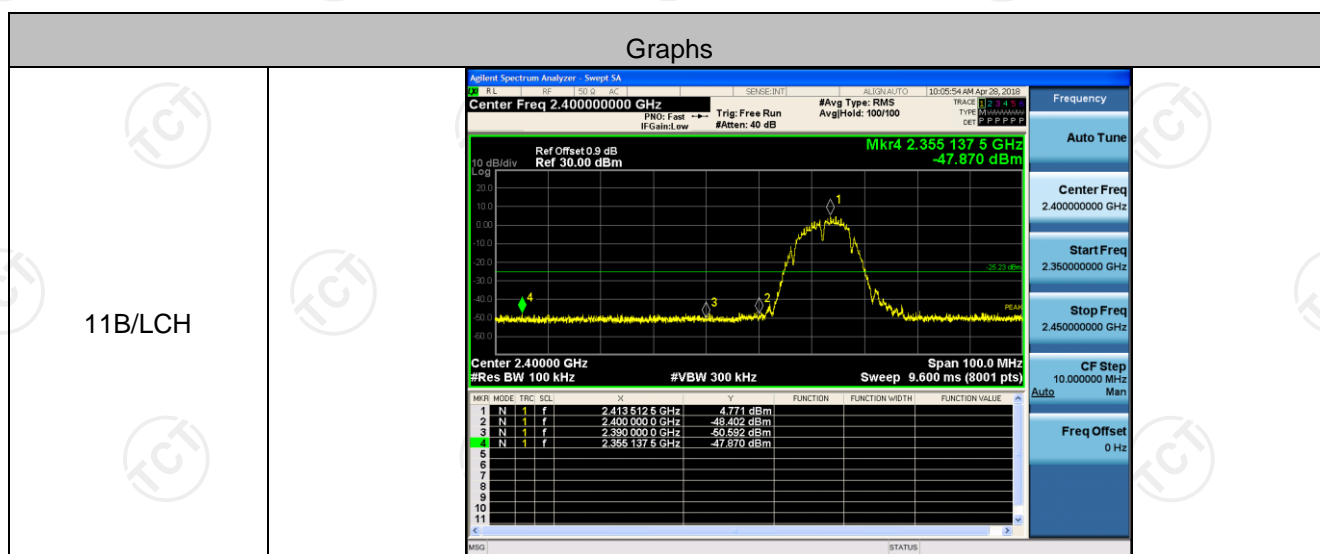 Graphs
11B/LCH
Agilent Spectrum Analyzer - Swept SA
RL RF 50 Ω AC SENSE:INT ALIGNAUTO 10:05:54 AM Apr 28, 2018
Center Freq 2.400000000 GHz
PNO: Fast
IFGain:Low
Trig: Free Run
#Atten: 40 dB
#Avg Type: RMS
Avg|Hold: 100/100
TRACE 1 2 3 4 5 6
TYPE M
DET P P P P P P
Ref Offset 0.9 dB
10 dB/div Ref 30.00 dBm
Log
Mkr4 2.355 137 5 GHz
-47.870 dBm
20.0
10.0
0.00
-10.0
-20.0
-30.0
-40.0
-50.0
-60.0
1
2
3
4
-25.23 dBm
PEAK
Center 2.40000 GHz Span 100.0 MHz
#Res BW 100 kHz #VBW 300 kHz Sweep 9.600 ms (8001 pts)
MKR MODE TRC SCL X Y FUNCTION FUNCTION WIDTH FUNCTION VALUE
1 N 1 f 2.413 512 5 GHz 4.771 dBm
2 N 1 f 2.400 000 0 GHz -48.402 dBm
3 N 1 f 2.390 000 0 GHz -50.592 dBm
4 N 1 f 2.355 137 5 GHz -47.870 dBm
5
6
7
8
9
10
11
MSG STATUS
Frequency
Auto Tune
Center Freq
2.400000000 GHz
Start Freq
2.350000000 GHz
Stop Freq
2.450000000 GHz
CF Step
10.000000 MHz
Auto Man
Freq Offset
0 Hz
TCT
TCT
TCT
TCT
TCT
TCT